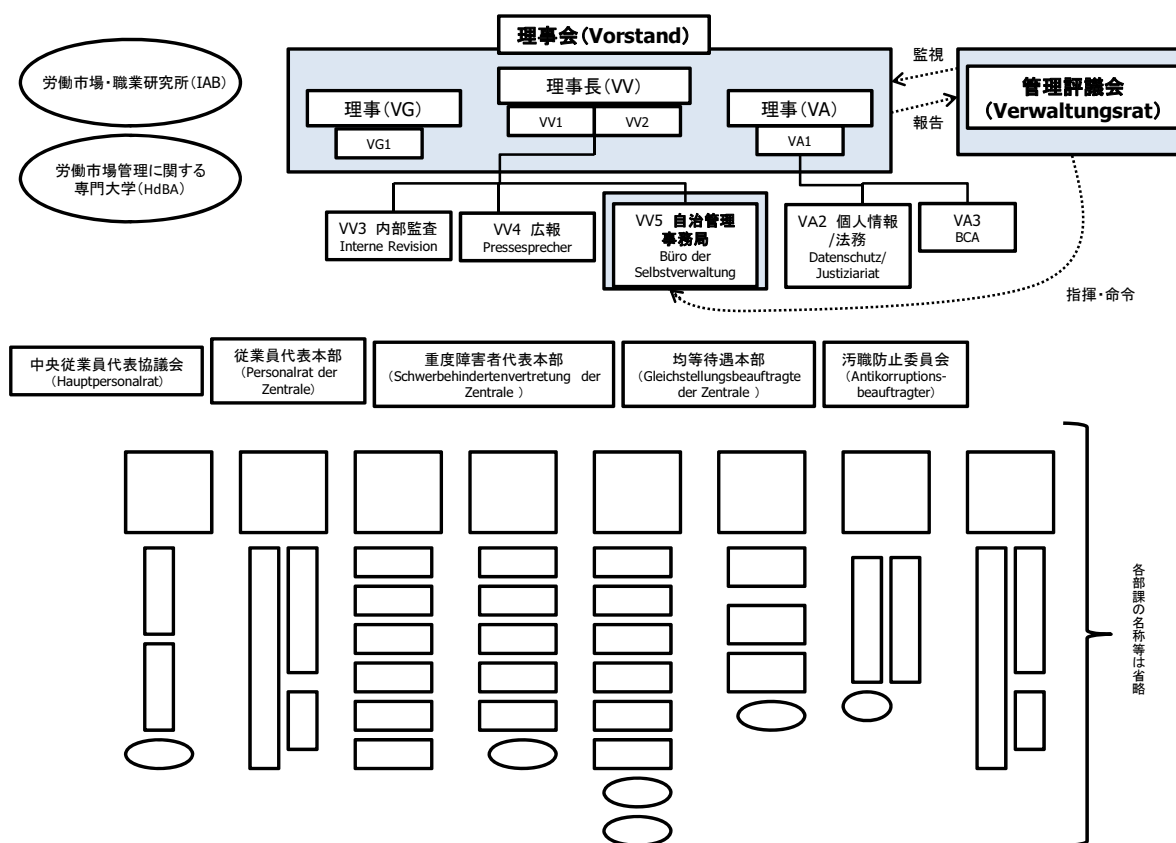 理事会(Vorstand)
労働市場・職業研究所(IAB)
理事長(VV)
理事(VG)
理事(VA)
VV1
VV2
VG1
VA1
監視
報告
管理評議会
(Verwaltungsrat)
労働市場管理に関する
専門大学(HdBA)
VV3 内部監査
Interne Revision
VV4 広報
Pressesprecher
VV5 自治管理
事務局
Büro der
Selbstverwaltung
VA2 個人情報
/法務
Datenschutz/
Justiziariat
VA3
BCA
指揮・命令
中央従業員代表協議会
(Hauptpersonalrat)
従業員代表本部
(Personalrat der
Zentrale)
重度障害者代表本部
(Schwerbehindertenvertretung der
Zentrale )
均等待遇本部
(Gleichstellungsbeauftragte
der Zentrale )
汚職防止委員会
(Antikorruptions-
beauftragter)
各部課の名称等は省略